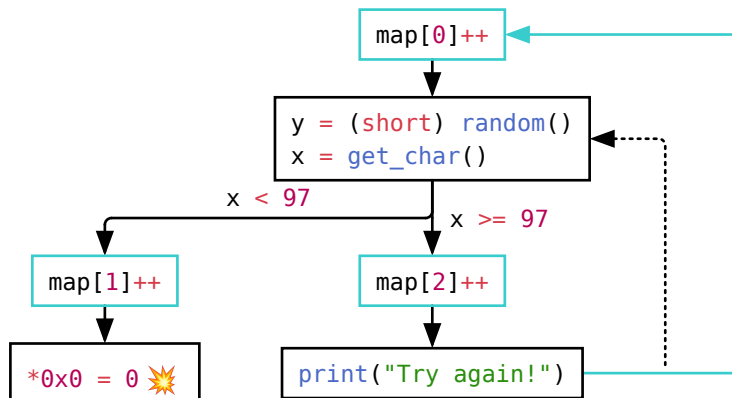 map[0]++
y = (short) random()
x = get_char()
x < 97
x >= 97
map[1]++
map[2]++
*0x0 = 0 💥
print("Try again!")